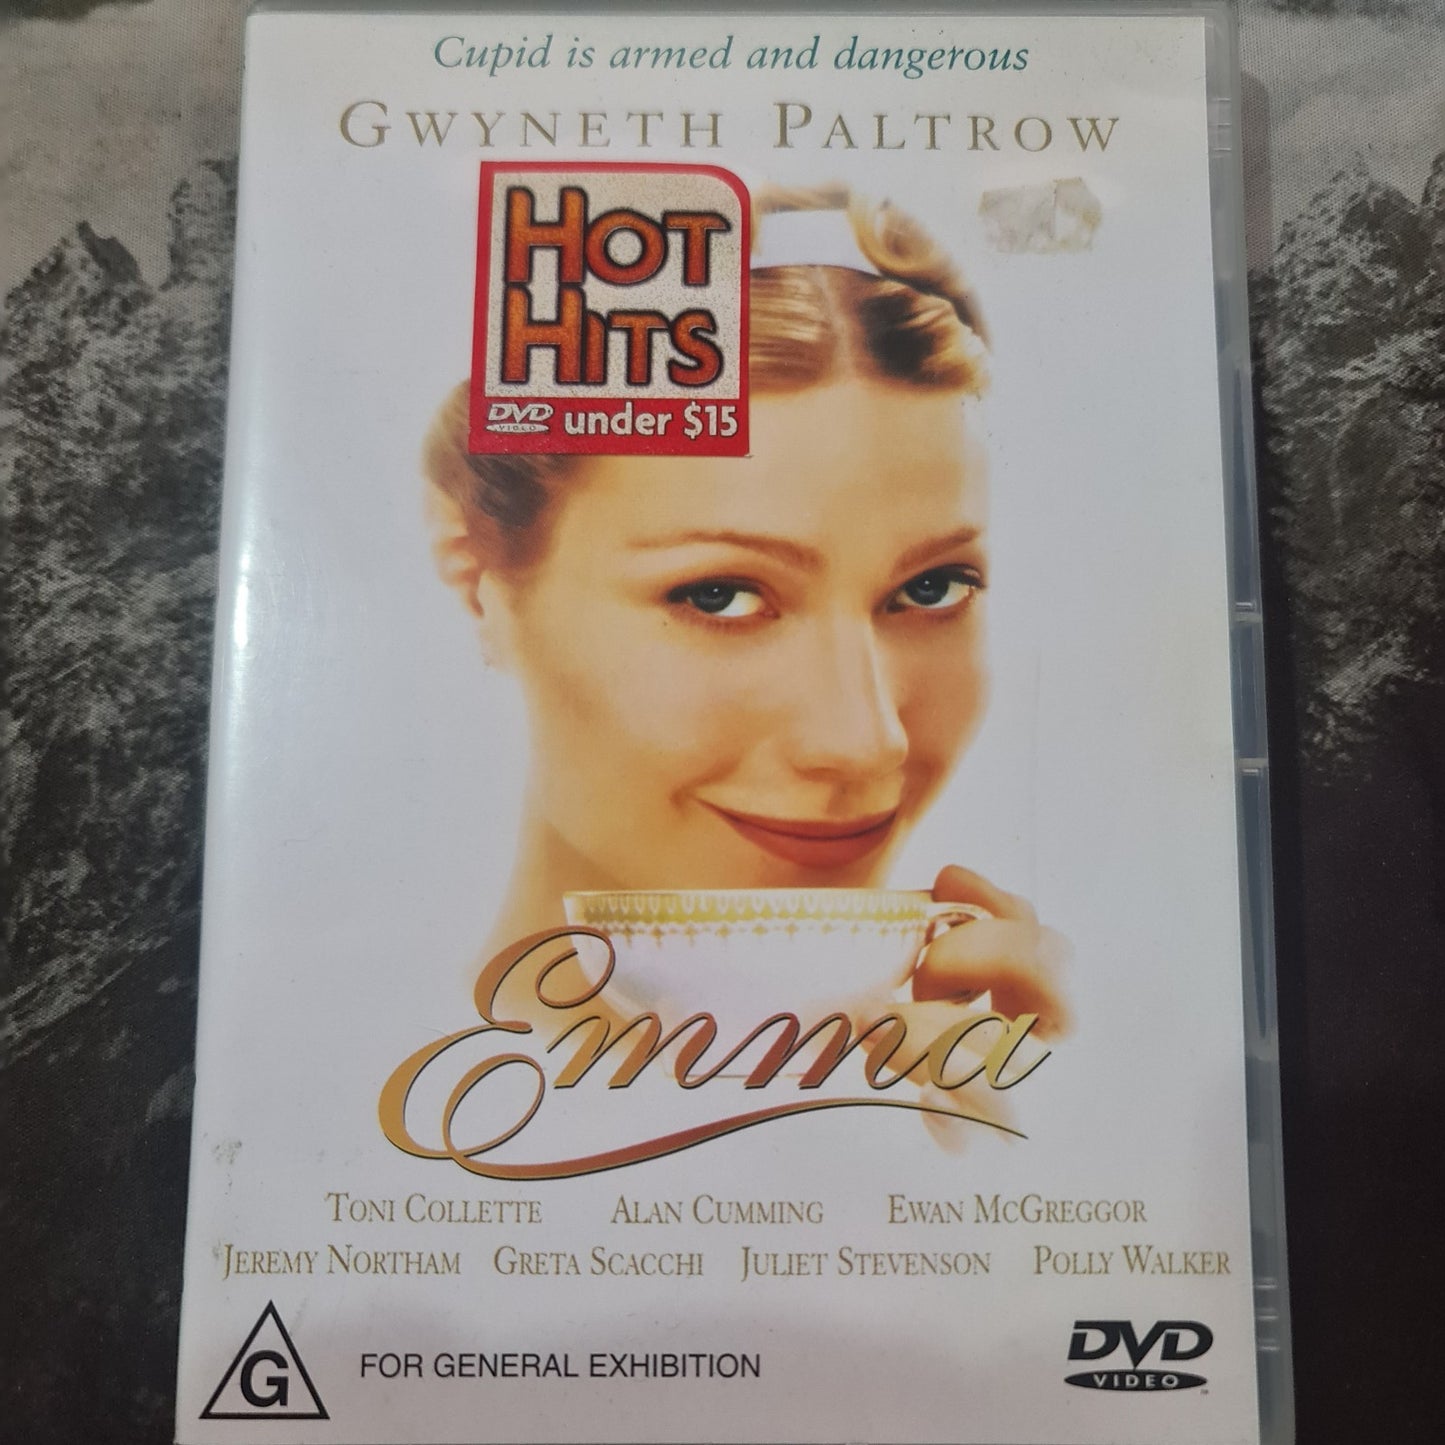 Cupid is armed and dangerous
GWYNETH PALTROW
HOT
HITS
DVD VIDEO under $15
Emma
TONI COLLETTE ALAN CUMMING EWAN MCGREGGOR
JEREMY NORTHAM GRETA SCACCHI JULIET STEVENSON POLLY WALKER
G FOR GENERAL EXHIBITION
DVD
VIDEO